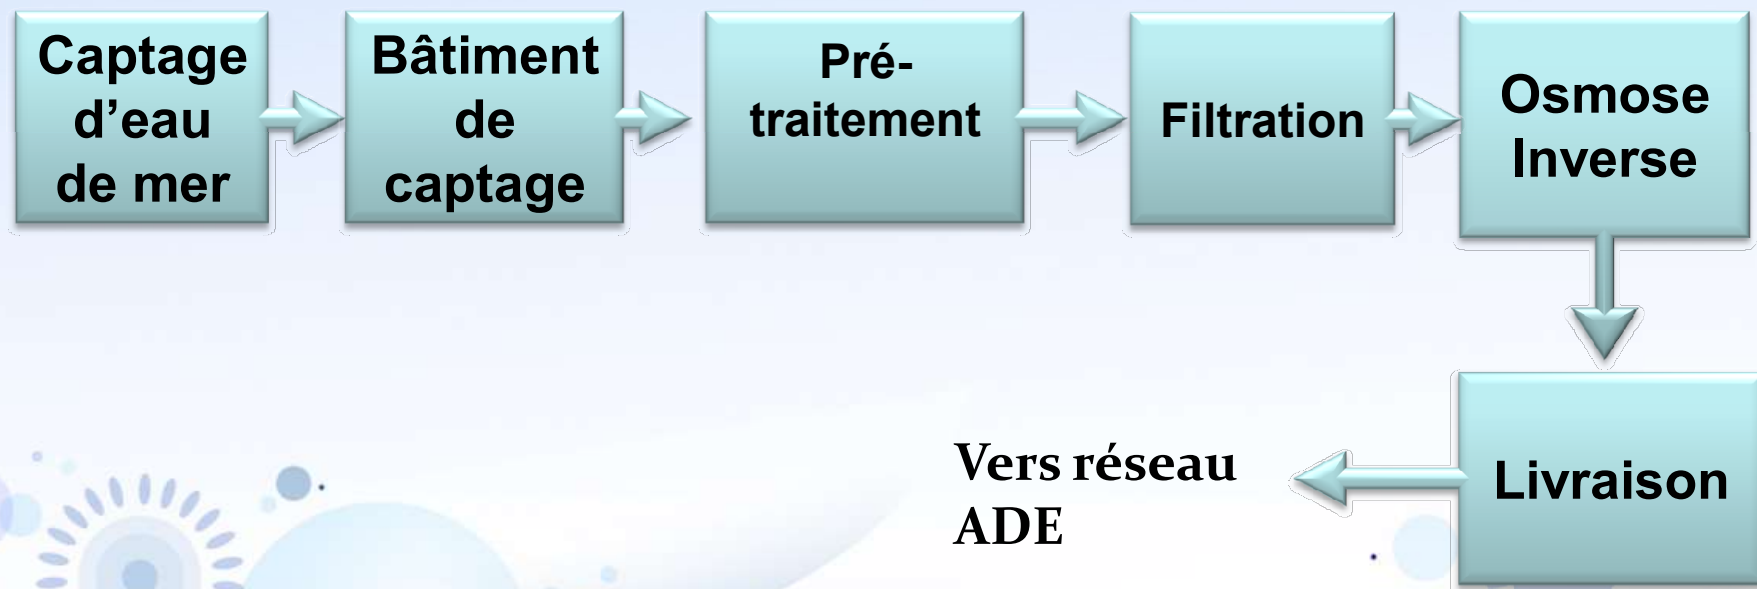 Captage
d’eau
de mer
Bâtiment
de
captage
Pré-
traitement
Filtration
Osmose
Inverse
Livraison
Vers réseau
ADE